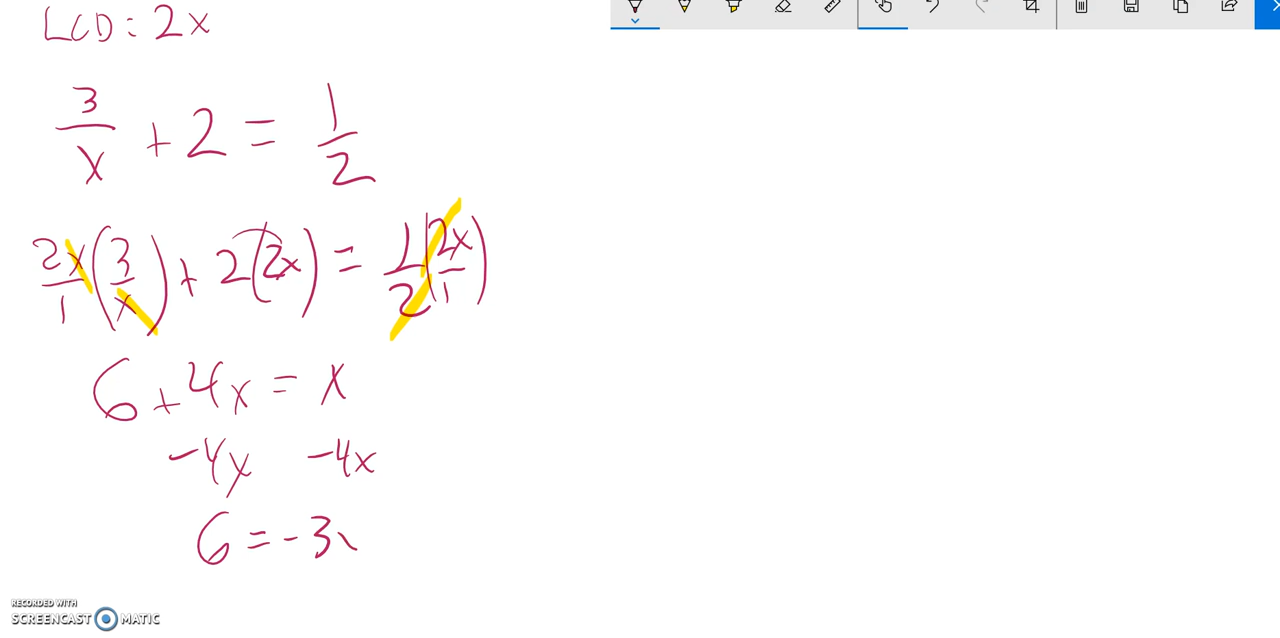 LCD: 2x
3/x + 2 = 1/2
2x/1 (3/x) + 2(2x) = 1/2 (2x/1)
6 + 4x = x
-4x -4x
6 = -3x
RECORDED WITH
SCREENCAST MATIC